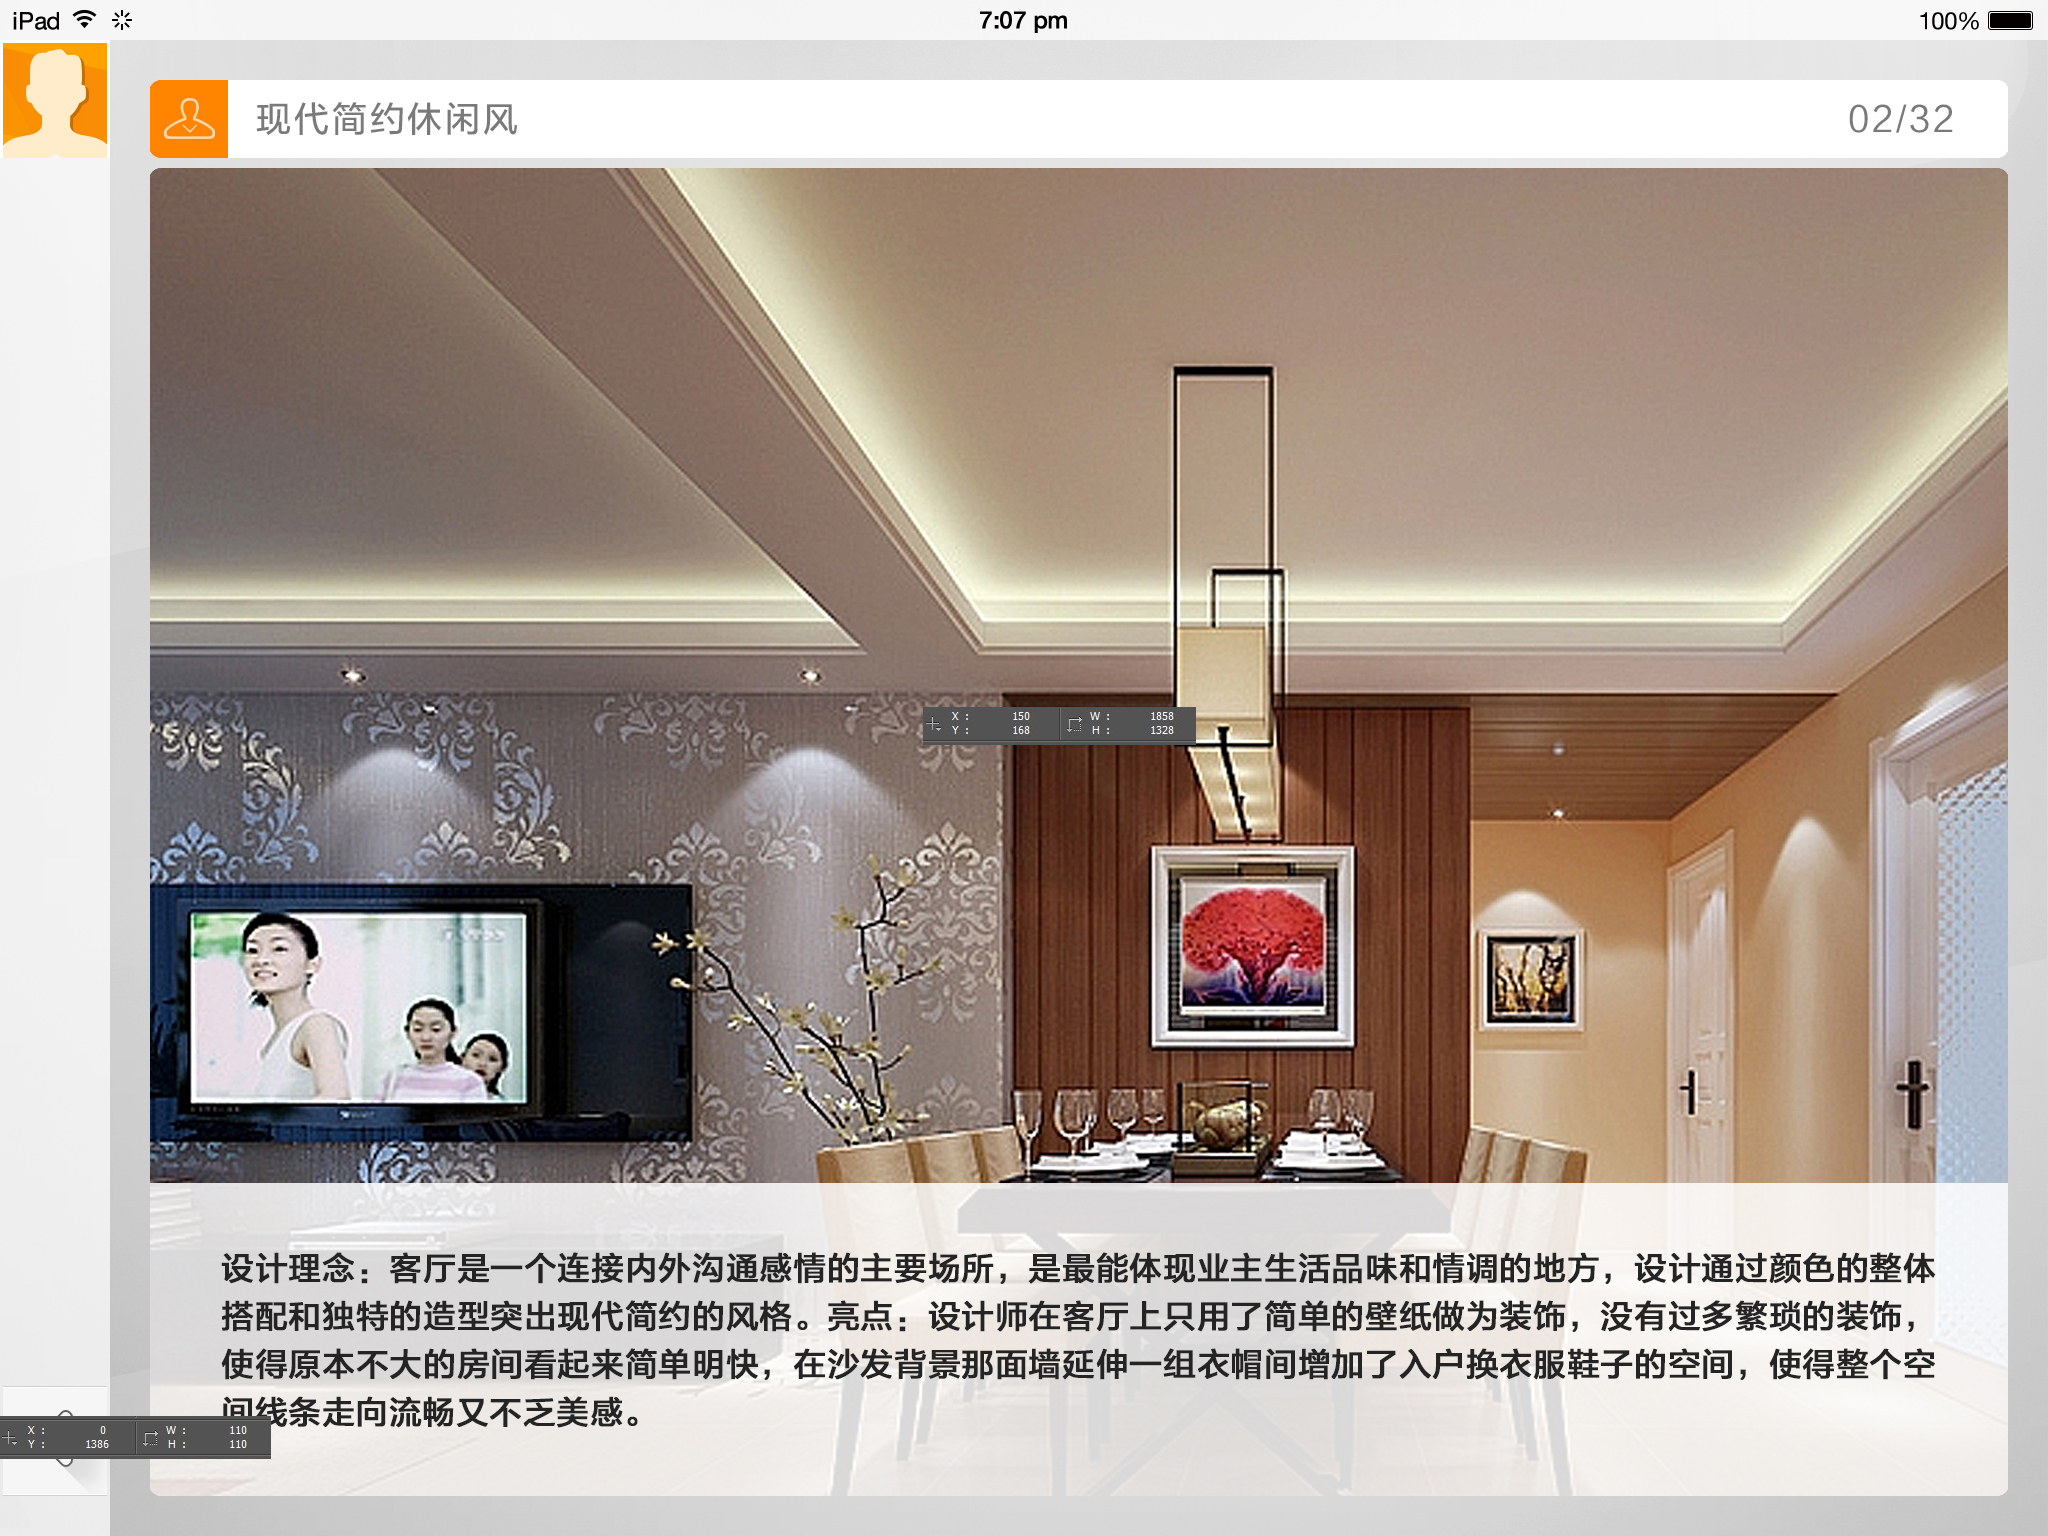 iPad
7:07 pm
100%
现代简约休闲风
02/32
X : 150 W : 1858
Y : 168 H : 1328
设计理念：客厅是一个连接内外沟通感情的主要场所，是最能体现业主生活品味和情调的地方，设计通过颜色的整体
搭配和独特的造型突出现代简约的风格。亮点：设计师在客厅上只用了简单的壁纸做为装饰，没有过多繁琐的装饰，
使得原本不大的房间看起来简单明快，在沙发背景那面墙延伸一组衣帽间增加了入户换衣服鞋子的空间，使得整个空
间线条走向流畅又不乏美感。
X : 0 W : 110
Y : 1386 H : 110